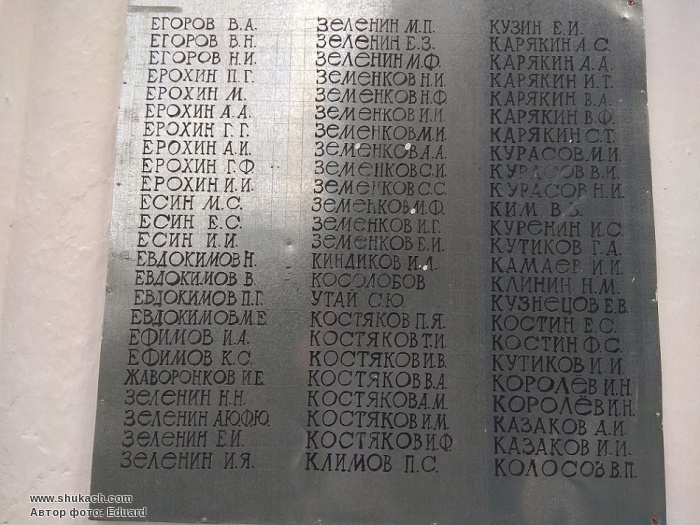 ЕГОРОВ В.А.
ЕГОРОВ В.Н.
ЕГОРОВ Н.И.
ЕРОХИН П.Г.
ЕРОХИН М.
ЕРОХИН А.А.
ЕРОХИН Г.Г.
ЕРОХИН А.И.
ЕРОХИН Г.Ф.
ЕРОХИН И.И.
ЕСИН М.С.
ЕСИН Е.С.
ЕСИН И.И.
ЕВДОКИМОВ Н.
ЕВДОКИМОВ В.
ЕВДОКИМОВ П.Г.
ЕВДОКИМОВ М.Е.
ЕФИМОВ И.А.
ЕФИМОВ К.С.
ЖАВОРОНКОВ И.Е.
ЗЕЛЕНИН Н.Н.
ЗЕЛЕНИН А.Ю.Ф.Ю.
ЗЕЛЕНИН Е.И.
ЗЕЛЕНИН И.Я.
ЗЕЛЕНИН М.П.
ЗЕЛЕНИН Е.З.
ЗЕЛЕНИН М.Ф.
ЗЕМЕНКОВ Н.И.
ЗЕМЕНКОВ Н.Ф.
ЗЕМЕНКОВ И.И.
ЗЕМЕНКОВ М.И.
ЗЕМЕНКОВ А.А.
ЗЕМЕНКОВ С.И.
ЗЕМЕНКОВ С.С.
ЗЕМЕНКОВ М.Ф.
ЗЕМЕНКОВ И.Г.
ЗЕМЕНКОВ Е.И.
КИНДИКОВ И.Л.
КОСОЛОБОВ
УТАЙ С.Ю.
КОСТЯКОВ П.Я.
КОСТЯКОВ Т.И.
КОСТЯКОВ И.В.
КОСТЯКОВ В.А.
КОСТЯКОВ А.М.
КОСТЯКОВ И.М.
КОСТЯКОВ И.Ф.
КЛИМОВ П.С.
КУЗИН Е.И.
КАРЯКИН А.С.
КАРЯКИН А.А.
КАРЯКИН И.Т.
КАРЯКИН В.А.
КАРЯКИН В.Ф.
КАРЯКИН С.Т.
КУРАСОВ М.И.
КУРАСОВ В.И.
КУРАСОВ Н.И.
КИМ В.
КУРЕНИН И.С.
КУТИКОВ Г.А.
КАМАЕВ И.И.
КЛИНИН Н.М.
КУЗНЕЦОВ Е.В.
КОСТИН Е.С.
КОСТИН Ф.С.
КУТИКОВ И.И.
КОРОЛЕВ И.Н.
КОРОЛЁВ И.Н.
КАЗАКОВ А.И
КАЗАКОВ И.И.
КОЛОСОВ В.П.
www.shukach.com
Автор фото: Eduard